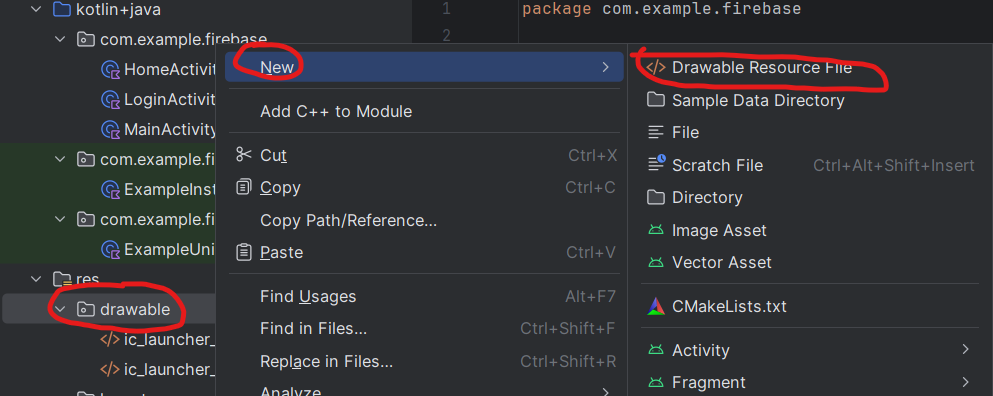 kotlin+java
com.example.firebase
HomeActivit
LoginActivit
MainActivity
com.example.fi
ExampleInst
com.example.fi
ExampleUni
res
drawable
ic_launcher_
ic_launcher_
package com.example.firebase
2
New
Add C++ to Module
Cut Ctrl+X
Copy Ctrl+C
Copy Path/Reference...
Paste Ctrl+V
Find Usages Alt+F7
Find in Files... Ctrl+Shift+F
Replace in Files... Ctrl+Shift+R
Analyze
Drawable Resource File
Sample Data Directory
File
Scratch File Ctrl+Alt+Shift+Insert
Directory
Image Asset
Vector Asset
CMakeLists.txt
Activity
Fragment